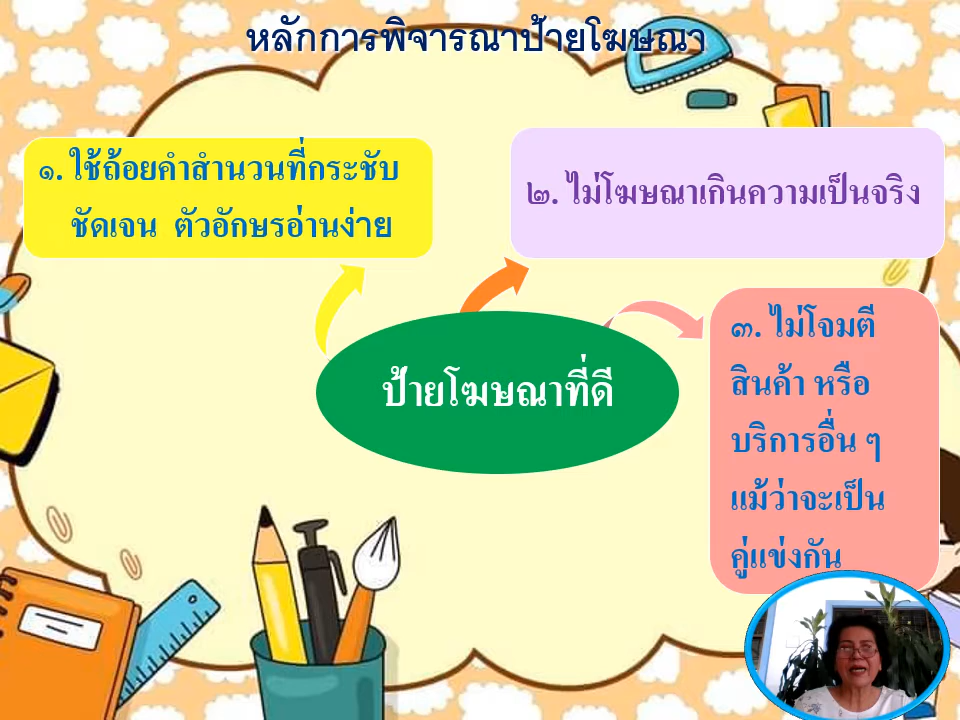 หลักการพิจารณาป้ายโฆษณา
๑. ใช้ถ้อยคำสำนวนที่กระชับ
ชัดเจน ตัวอักษรอ่านง่าย
๒. ไม่โฆษณาเกินความเป็นจริง
๓. ไม่โจมตี
สินค้า หรือ
บริการอื่น ๆ
แม้ว่าจะเป็น
คู่แข่งกัน
ป้ายโฆษณาที่ดี